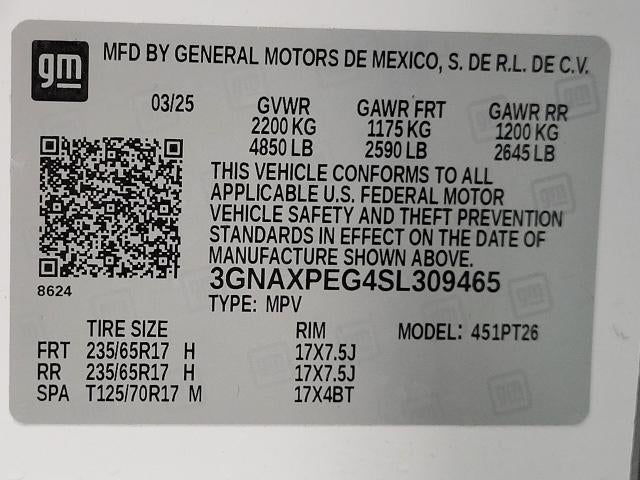 gm
MFD BY GENERAL MOTORS DE MEXICO, S. DE R.L. DE C.V.
03/25 GVWR GAWR FRT GAWR RR
2200 KG 1175 KG 1200 KG
4850 LB 2590 LB 2645 LB
THIS VEHICLE CONFORMS TO ALL
APPLICABLE U.S. FEDERAL MOTOR
VEHICLE SAFETY AND THEFT PREVENTION
STANDARDS IN EFFECT ON THE DATE OF
MANUFACTURE SHOWN ABOVE.
8624 3GNAXPEG4SL309465
TYPE: MPV
TIRE SIZE RIM MODEL: 451PT26
FRT 235/65R17 H 17X7.5J
RR 235/65R17 H 17X7.5J
SPA T125/70R17 M 17X4BT